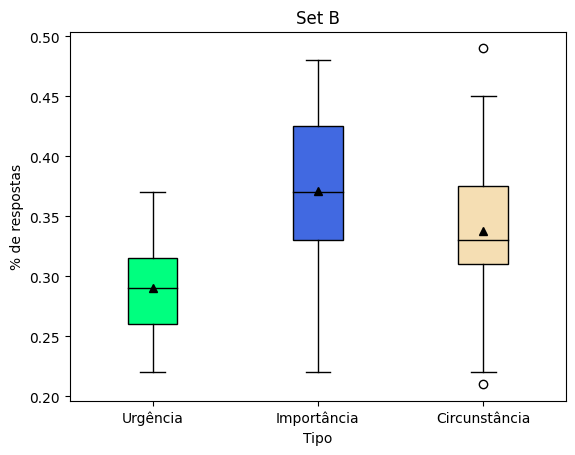 Set B
% de respostas
0.50
0.45
0.40
0.35
0.30
0.25
0.20
Urgência Importância Circunstância
Tipo